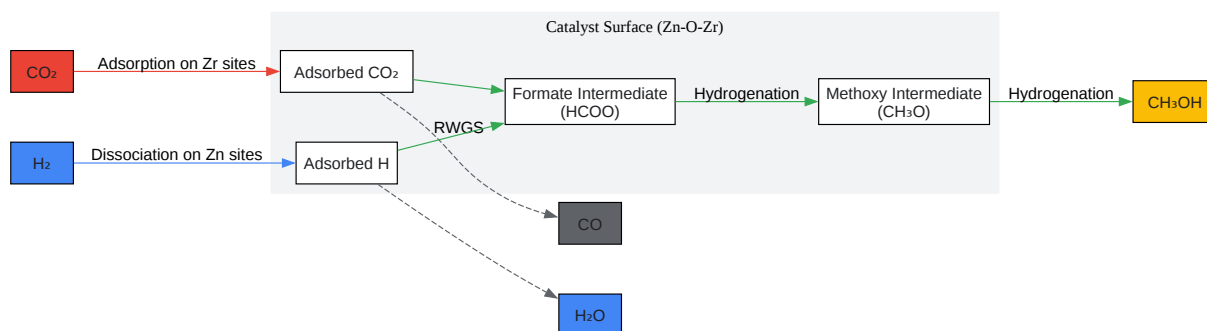 Catalyst Surface (Zn-O-Zr)
CO₂
Adsorption on Zr sites
Adsorbed CO₂
Formate Intermediate
(HCOO)
Hydrogenation
Methoxy Intermediate
(CH₃O)
Hydrogenation
CH₃OH
RWGS
H₂
Dissociation on Zn sites
Adsorbed H
CO
H₂O